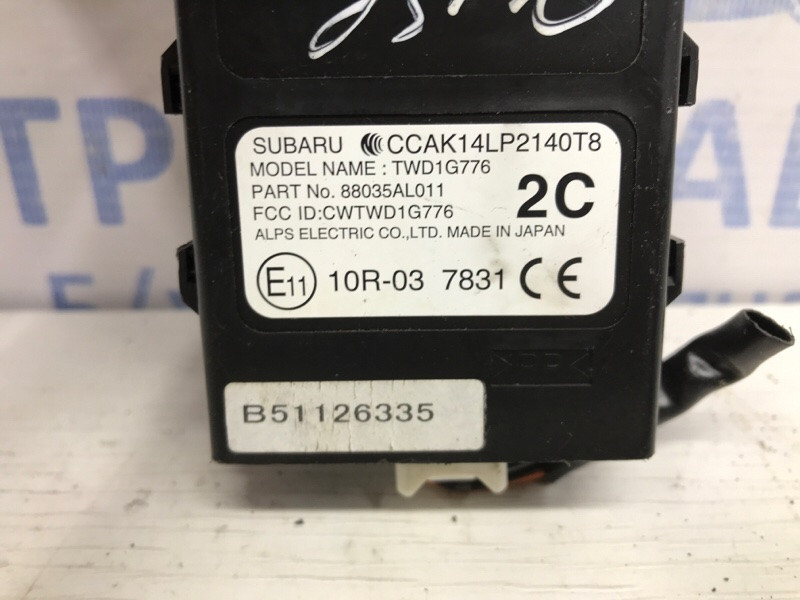 SUBARU CCAK14LP2140T8
MODEL NAME : TWD1G776
PART No. 88035AL011
FCC ID:CWTWD1G776
2C
ALPS ELECTRIC CO.,LTD. MADE IN JAPAN
E11 10R-03 7831 CE
B51126335